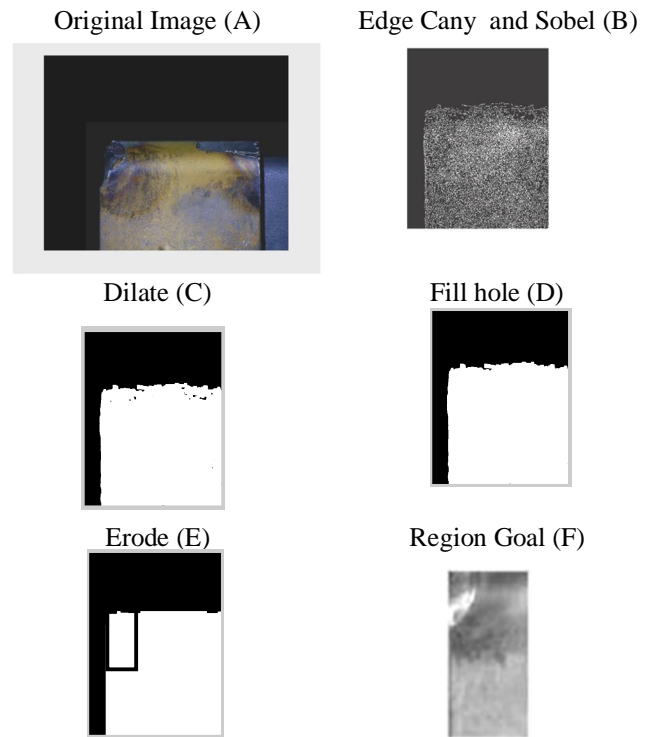 Original Image (A)
Edge Cany and Sobel (B)
Dilate (C)
Fill hole (D)
Erode (E)
Region Goal (F)